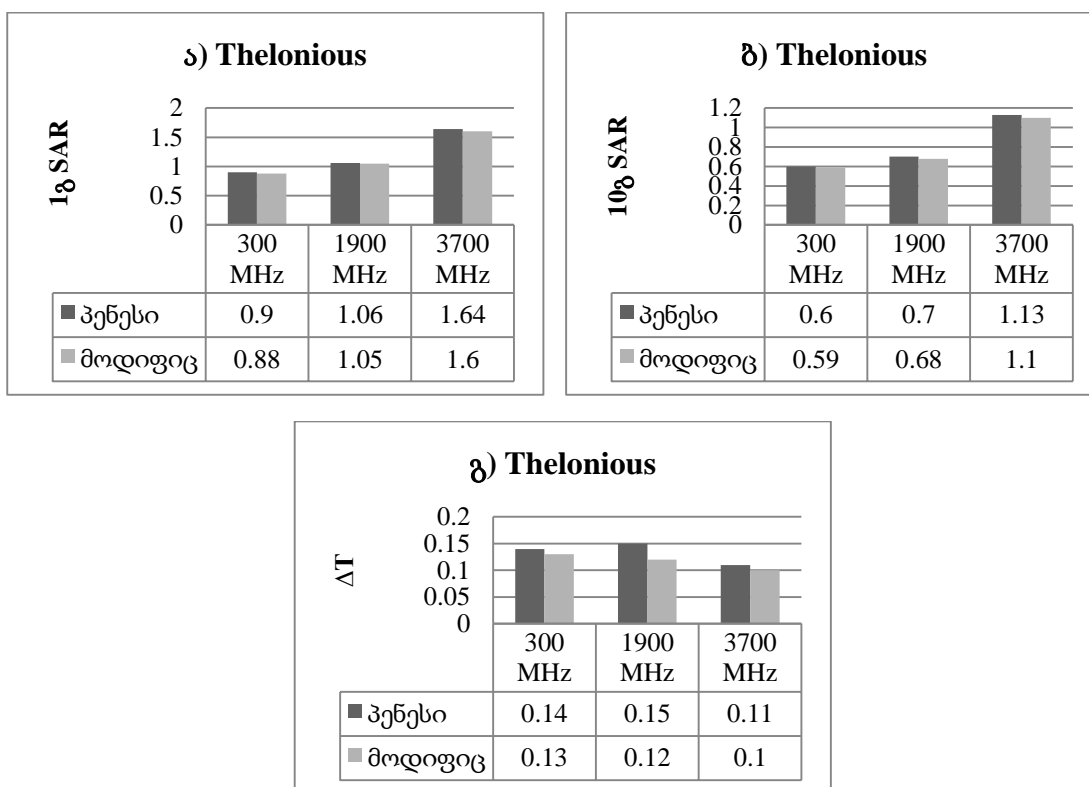 ა) Thelonious
1გ SAR
2
1.5
1
0.5
0
300 MHz 1900 MHz 3700 MHz
პენესი 0.9 1.06 1.64
მოდიფიც 0.88 1.05 1.6
ბ) Thelonious
10გ SAR
1.2
1
0.8
0.6
0.4
0.2
0
300 MHz 1900 MHz 3700 MHz
პენესი 0.6 0.7 1.13
მოდიფიც 0.59 0.68 1.1
გ) Thelonious
ΔT
0.2
0.15
0.1
0.05
0
300 MHz 1900 MHz 3700 MHz
პენესი 0.14 0.15 0.11
მოდიფიც 0.13 0.12 0.1